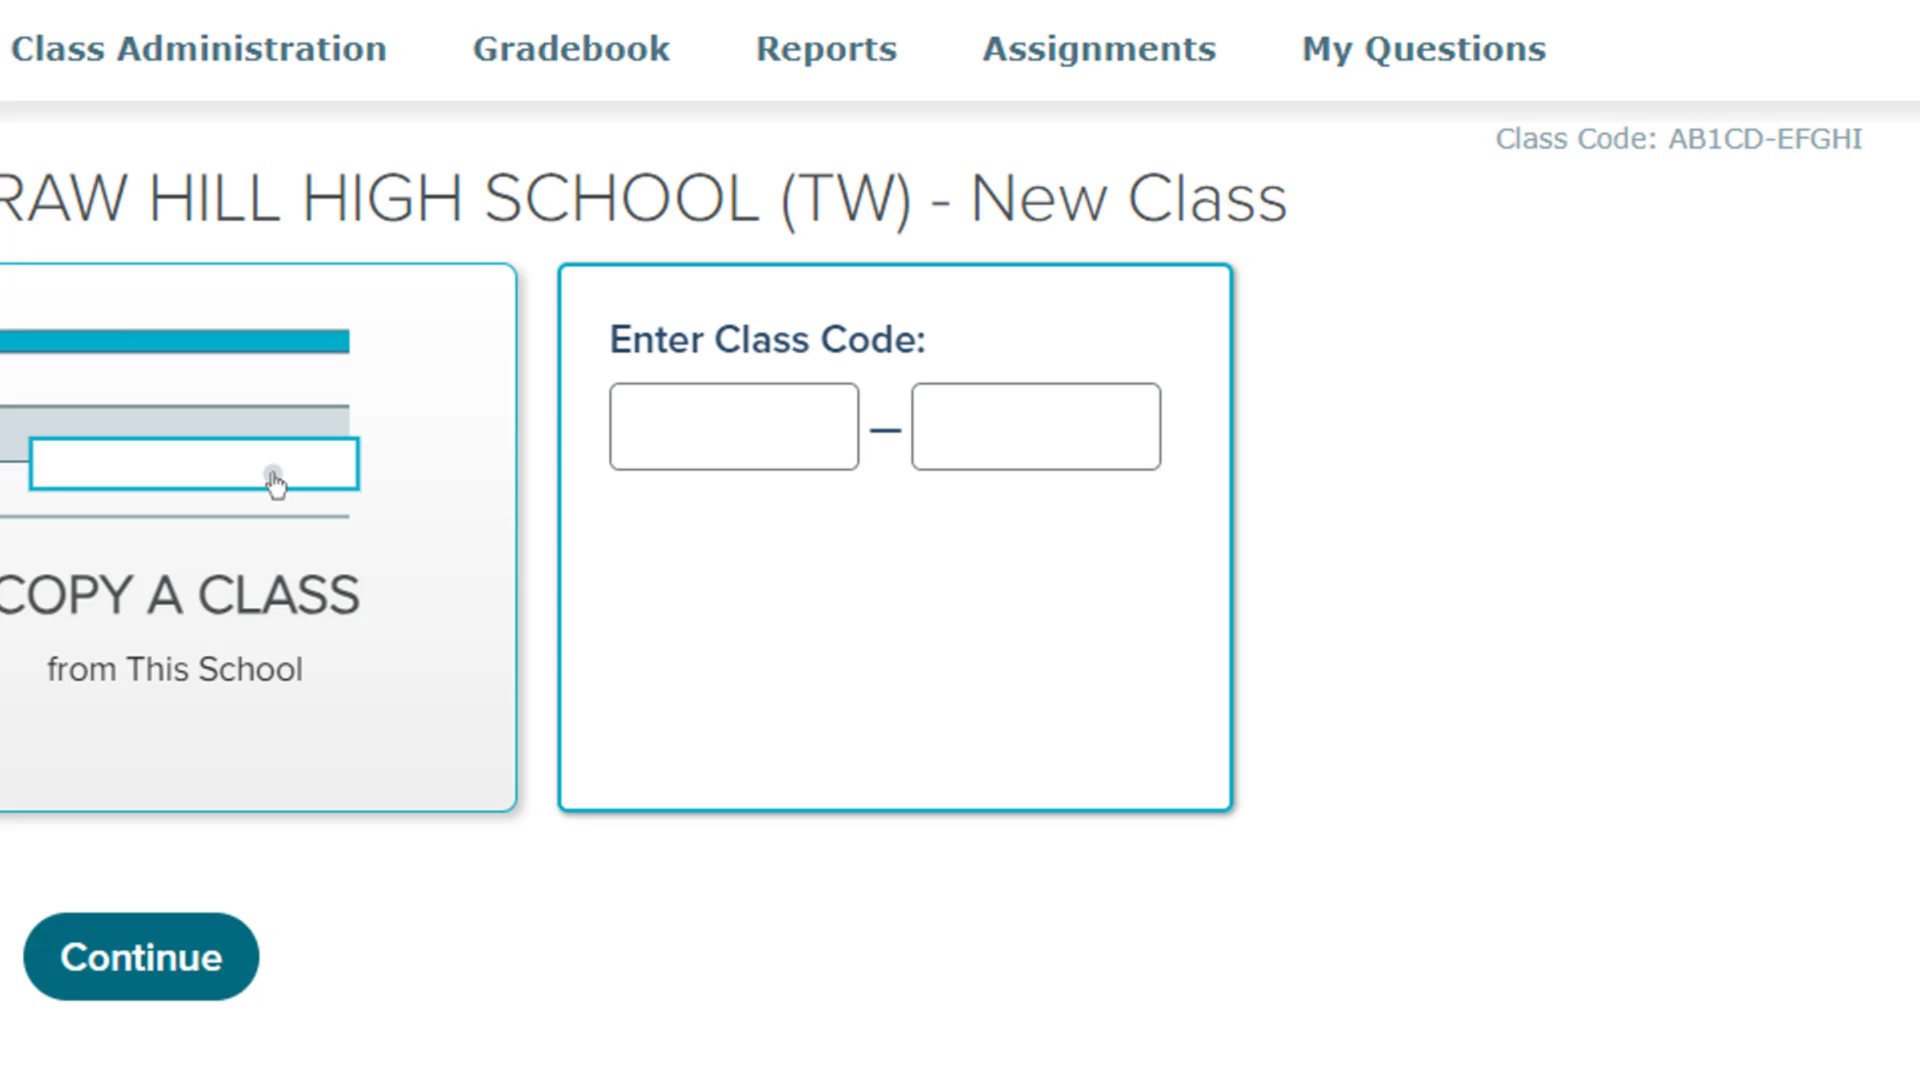 Class Administration Gradebook Reports Assignments My Questions
Class Code: AB1CD-EFGHI
RAW HILL HIGH SCHOOL (TW) - New Class
Enter Class Code:
—
COPY A CLASS
from This School
Continue